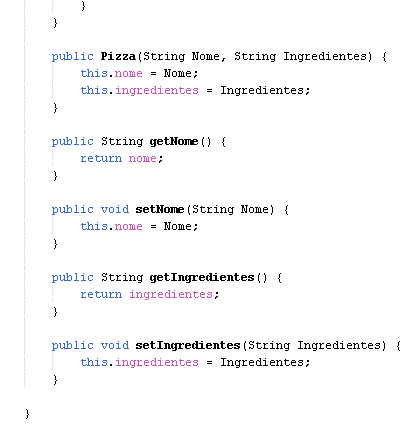 }
}
public Pizza(String Nome, String Ingredientes) {
this.nome = Nome;
this.ingredientes = Ingredientes;
}
public String getNome() {
return nome;
}
public void setNome(String Nome) {
this.nome = Nome;
}
public String getIngredientes() {
return ingredientes;
}
public void setIngredientes(String Ingredientes) {
this.ingredientes = Ingredientes;
}
}